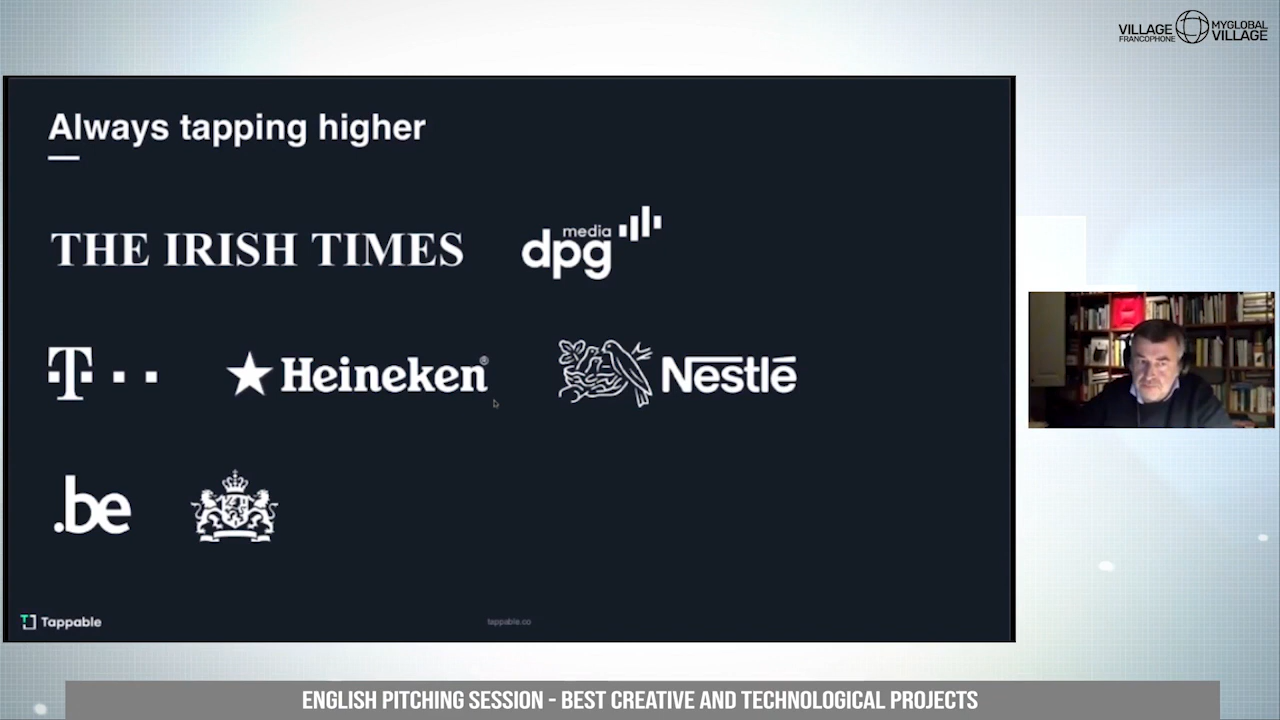 VILLAGE FRANCOPHONE
MYGLOBAL VILLAGE
Always tapping higher
THE IRISH TIMES
media
dpg
T
Heineken®
Nestlé
.be
Tappable
tappable.co
ENGLISH PITCHING SESSION - BEST CREATIVE AND TECHNOLOGICAL PROJECTS